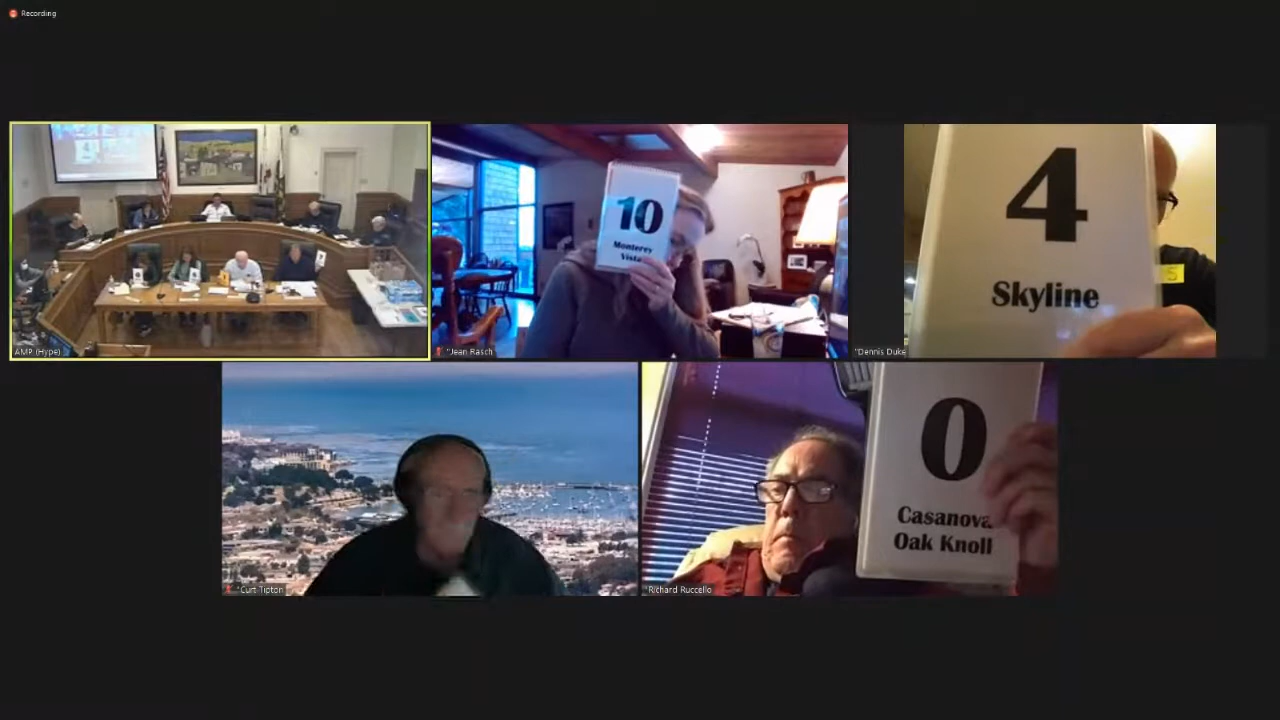 Recording
AMP (Hype)
10
Monterey
Vista
"Jean Rasch
4
Skyline
S
"Dennis Duke
"Curt Tipton
0
Casanova
Oak Knoll
"Richard Ruccello